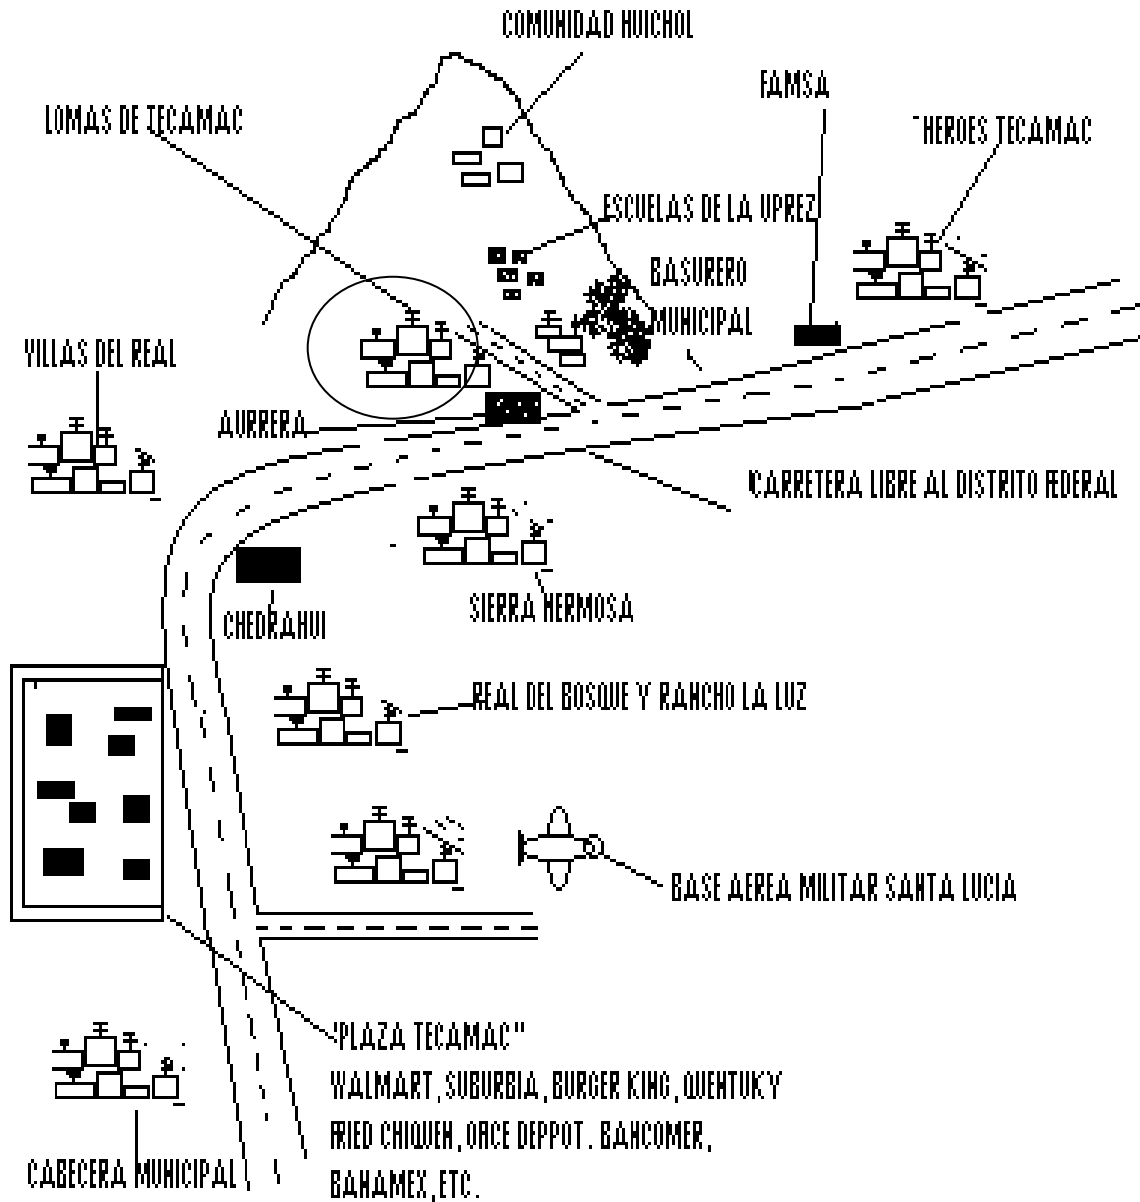 COMUNIDAD HUICHOL
FAMSA
LOMAS DE TECAMAC
"HEROES TECAMAC
ESCUELAS DE LA UPREZ
BASURERO
MUNICIPAL
VILLAS DEL REAL
AURRERA
"CARRETERA LIBRE AL DISTRITO FEDERAL
SIERRA HERMOSA
CHEDRAHUI
REAL DEL BOSQUE Y RANCHO LA LUZ
BASE AEREA MILITAR SANTA LUCIA
"PLAZA TECAMAC"
WALMART, SUBURBIA, BURGER KING, QUENTUKY
FRIED CHIQUEN, OFICE DEPPOT. BANCOMER,
BANAMEX, ETC.
CABECERA MUNICIPAL